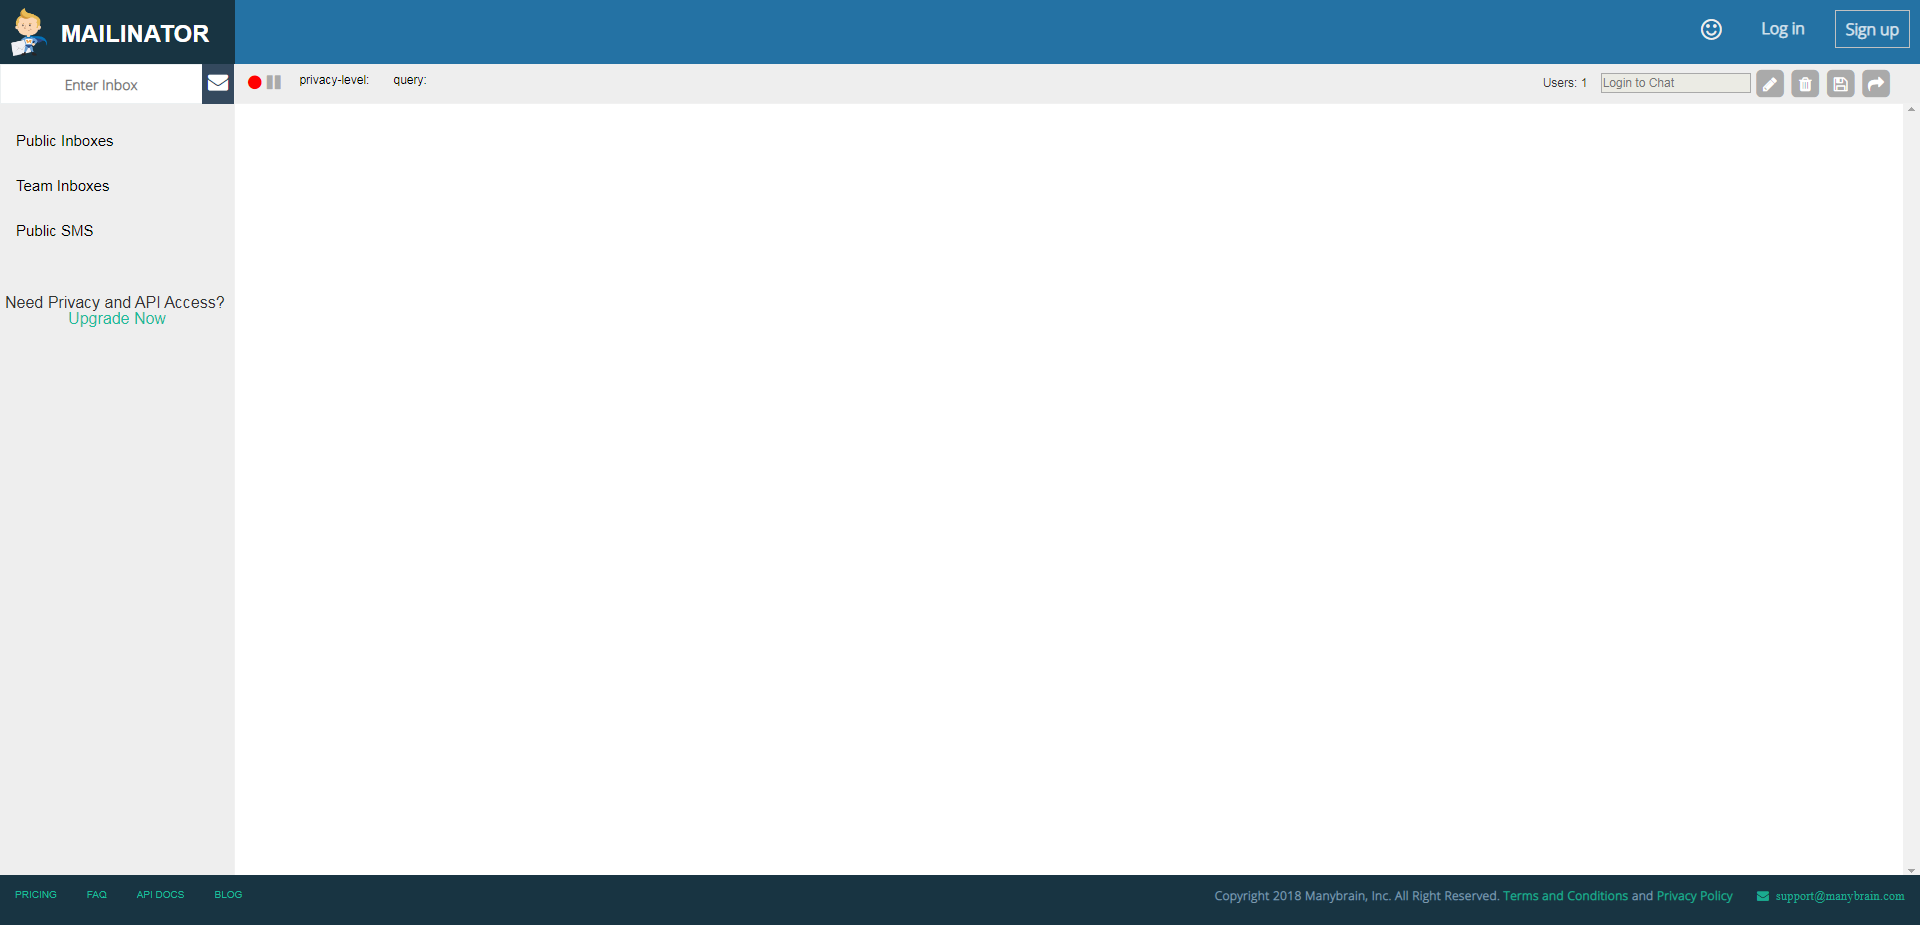 MAILINATOR
Log in
Sign up
Enter Inbox
privacy-level:
query:
Users: 1
Login to Chat
Public Inboxes
Team Inboxes
Public SMS
Need Privacy and API Access?
Upgrade Now
PRICING
FAQ
API DOCS
BLOG
Copyright 2018 Manybrain, Inc. All Right Reserved. Terms and Conditions and Privacy Policy
support@manybrain.com